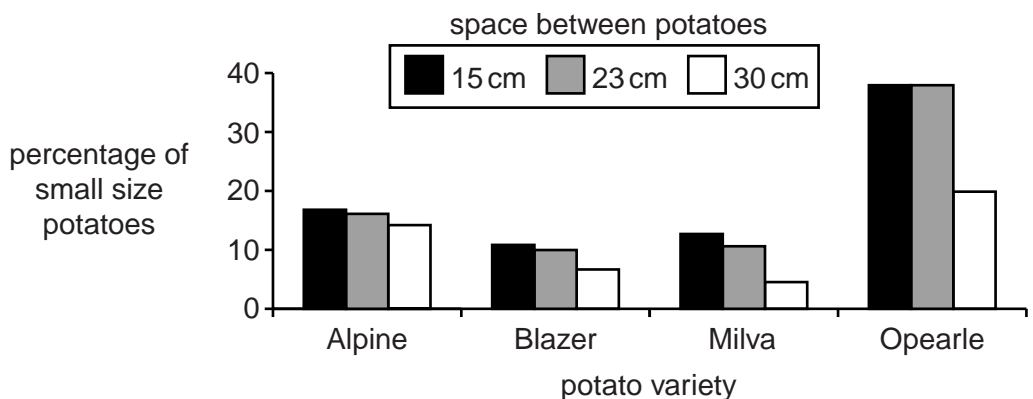 space between potatoes
15 cm 23 cm 30 cm
percentage of
small size
potatoes
40
30
20
10
0
Alpine Blazer Milva Opearle
potato variety